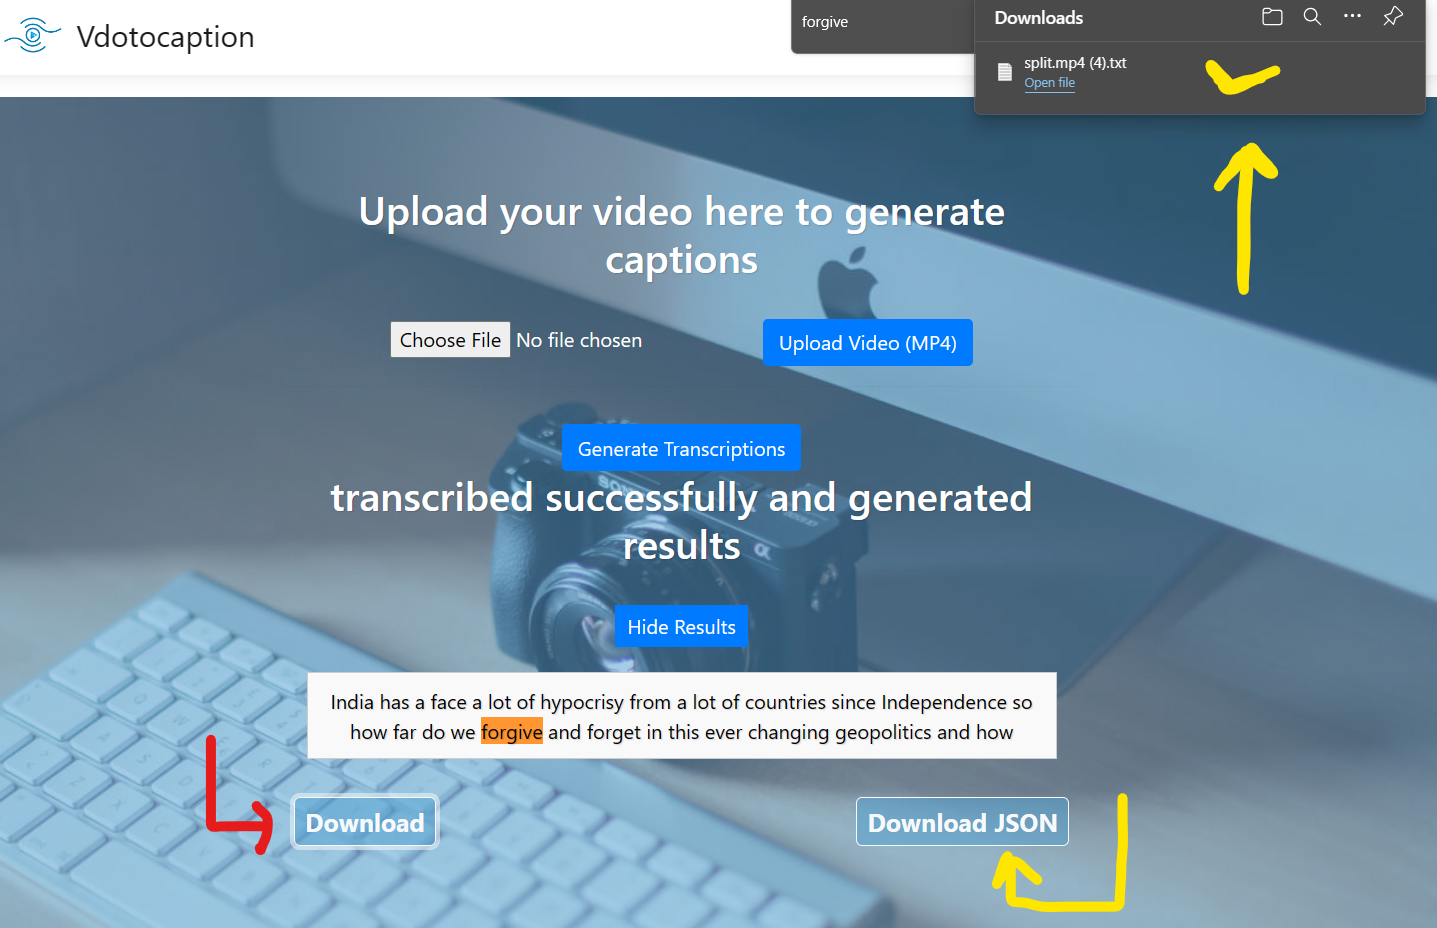 Vdotocaption
forgive
Downloads
split.mp4 (4).txt
Open file
Upload your video here to generate
captions
Choose File No file chosen
Upload Video (MP4)
Generate Transcriptions
SONY
α
transcribed successfully and generated
results
Hide Results
India has a face a lot of hypocrisy from a lot of countries since Independence so
how far do we forgive and forget in this ever changing geopolitics and how
Download
Download JSON